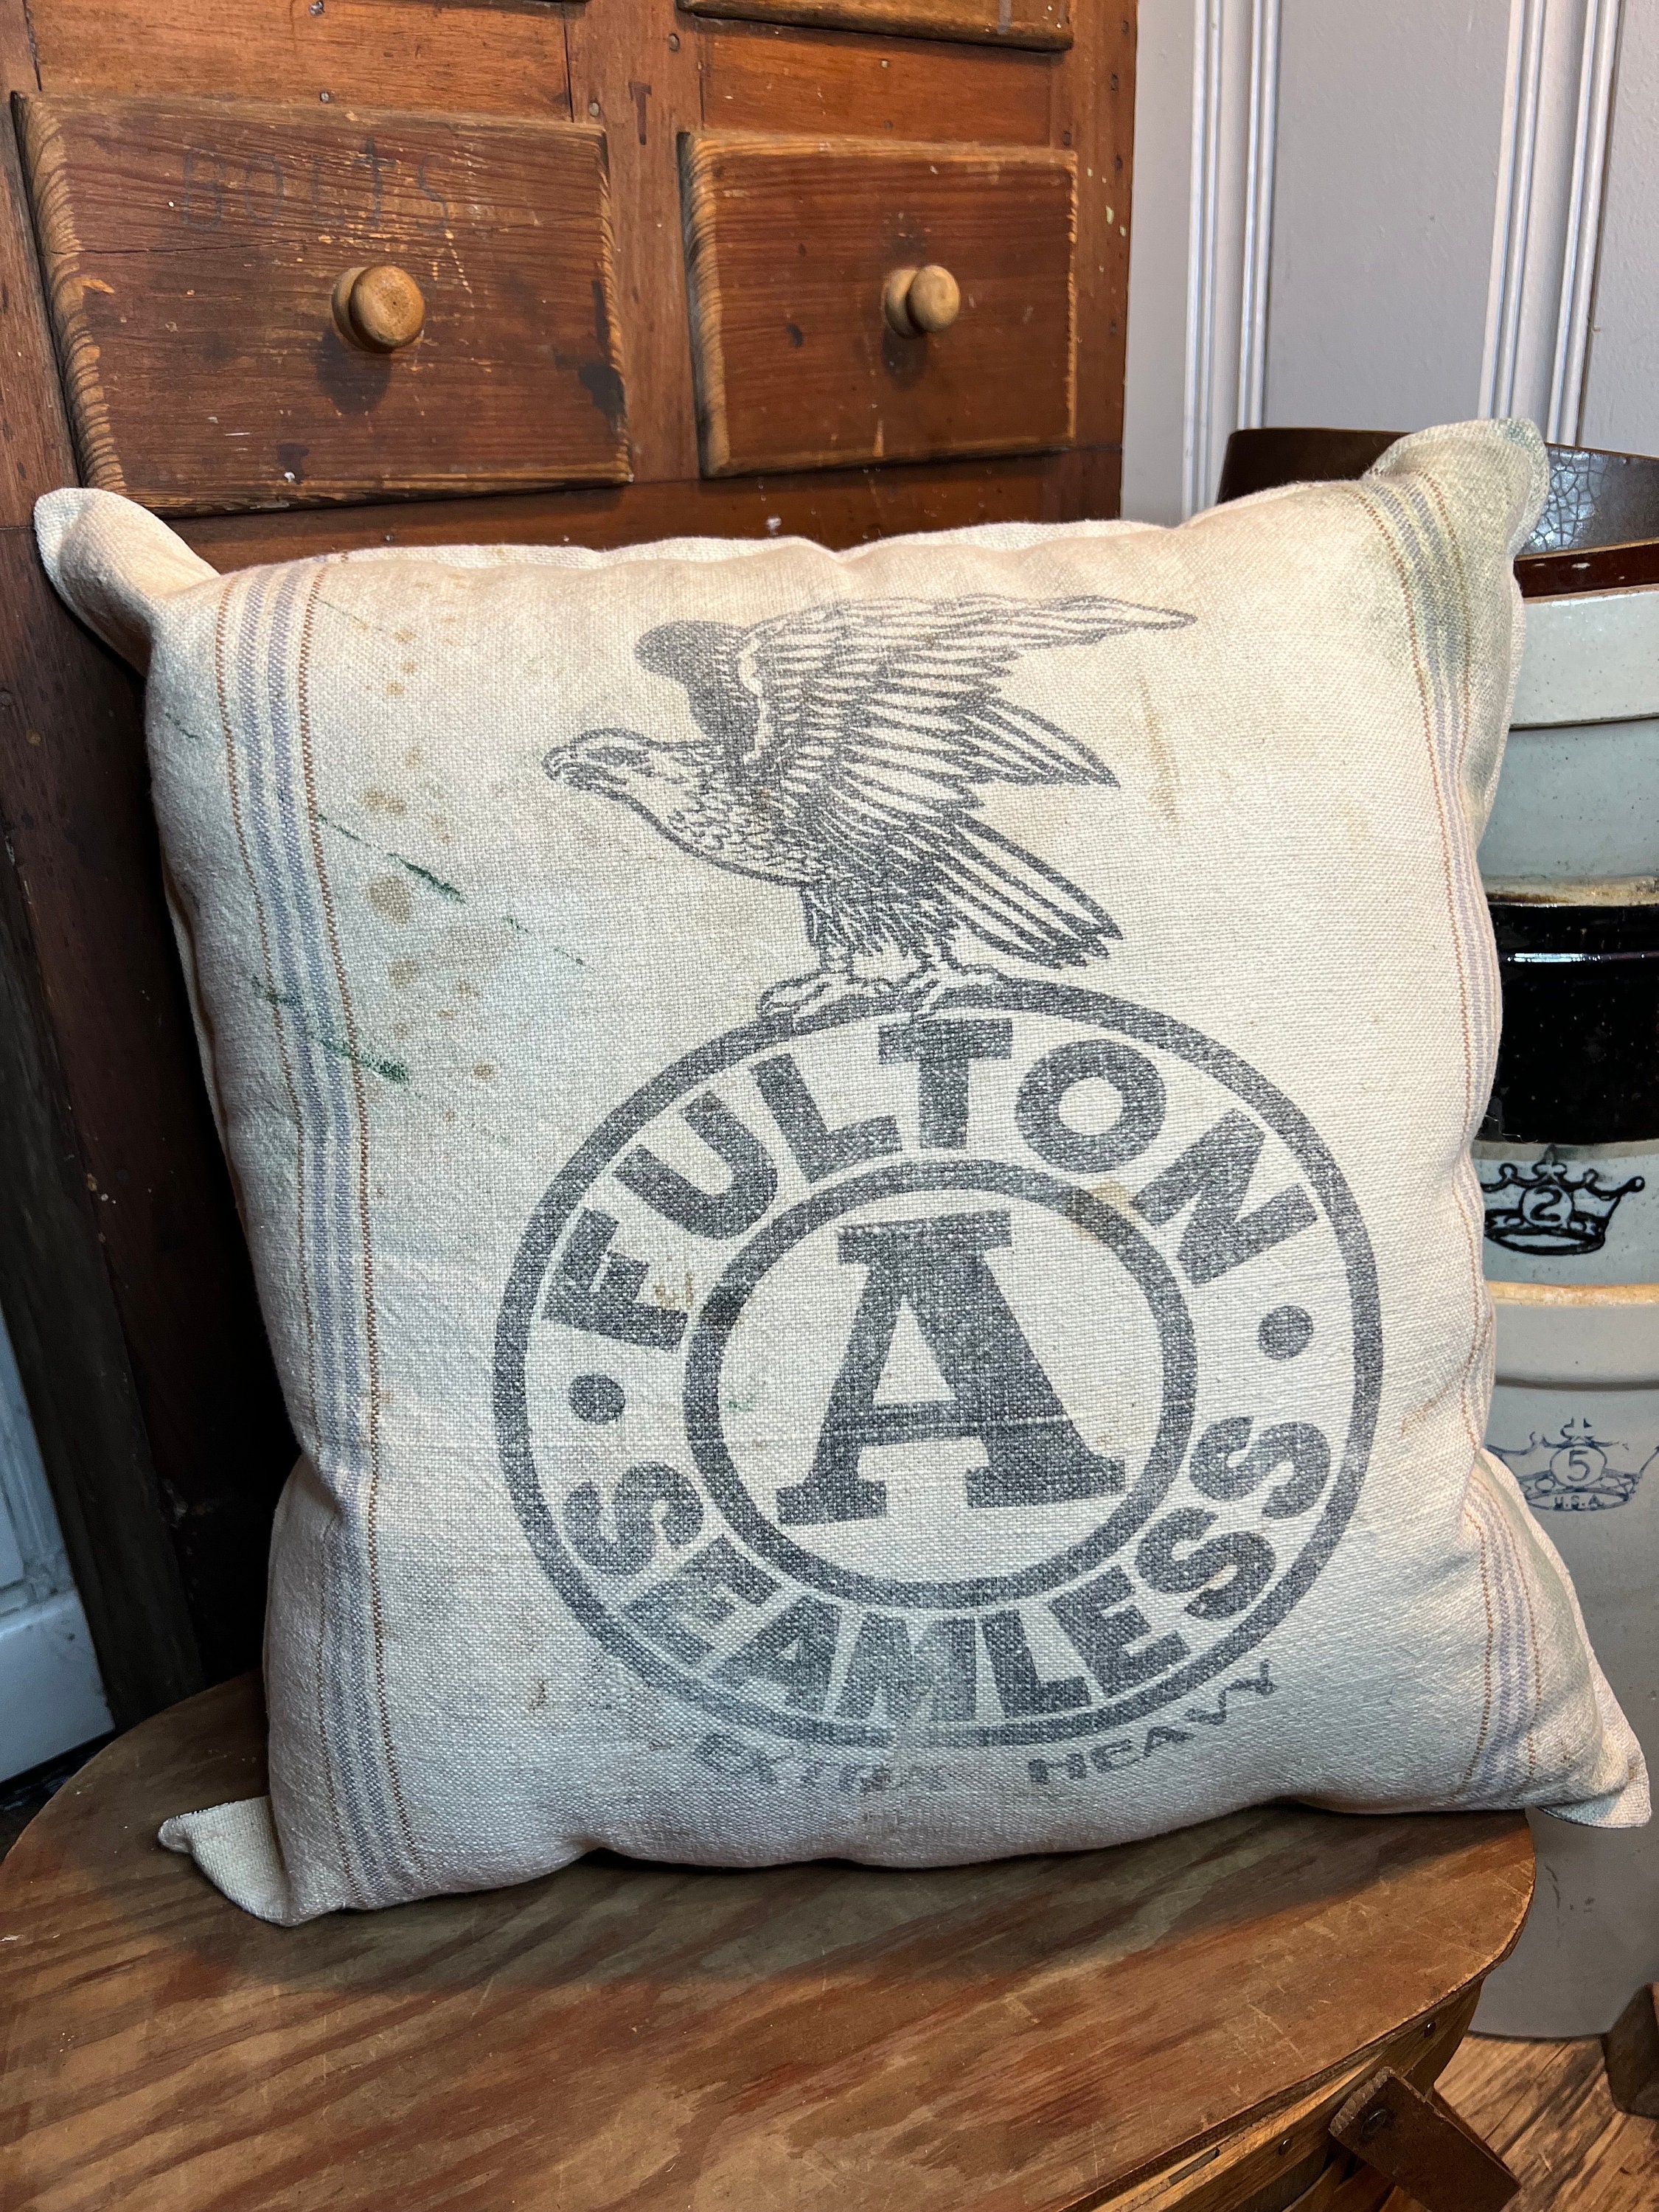 BOLTS
T
FULTON
A
SEAMLESS
EXTRA HEAVY
2
5
U.S.A.